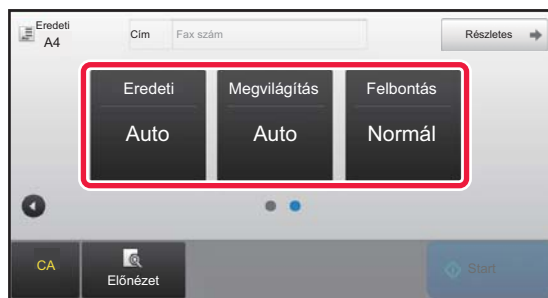 Eredeti
A4
Cím
Fax szám
Részletes
Eredeti
Auto
Megvilágítás
Auto
Felbontás
Normál
CA
Előnézet
Start